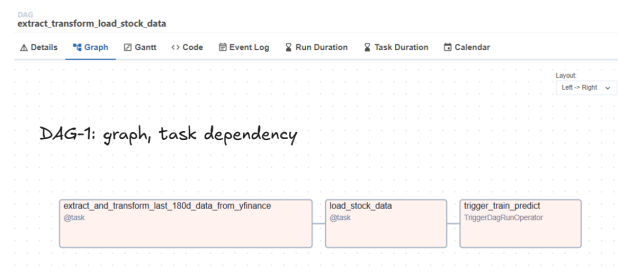 DAG
extract_transform_load_stock_data
Details Graph Gantt <> Code Event Log Run Duration Task Duration Calendar
Layout:
Left -> Right
DAG-1: graph, task dependency
extract_and_transform_last_180d_data_from_yfinance
@task
load_stock_data
@task
trigger_train_predict
TriggerDagRunOperator